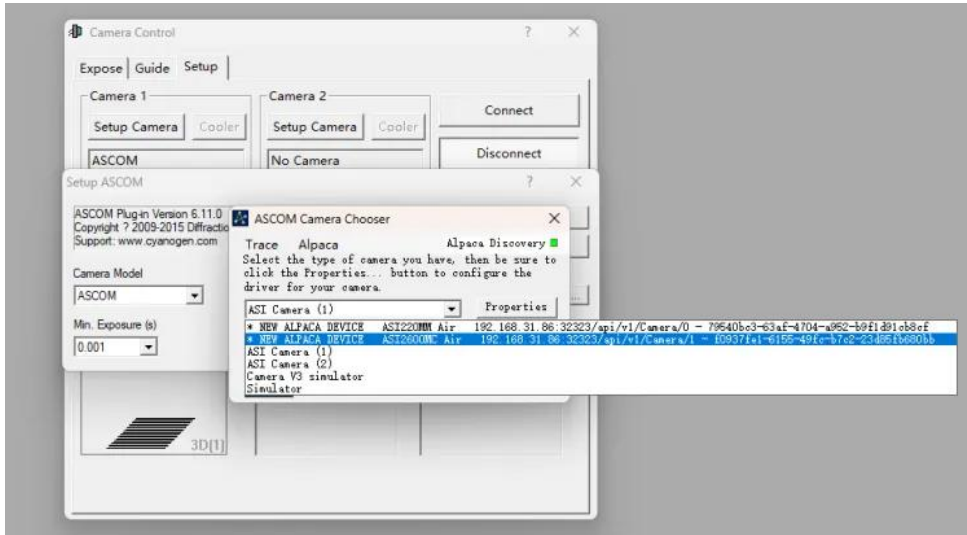 Camera Control
Expose Guide Setup
Camera 1
Setup Camera Cooler
ASCOM
Camera 2
Setup Camera Cooler
No Camera
Connect
Disconnect
Setup ASCOM
ASCOM Plug-in Version 6.11.0
Copyright ? 2009-2015 Diffractio
Support: www.cyanogen.com
Camera Model
ASCOM
Min. Exposure (s)
0.001
ASCOM Camera Chooser
Trace Alpaca Alpaca Discovery
Select the type of camera you have, then be sure to
click the Properties... button to configure the
driver for your camera.
ASI Camera (1) Properties
* NEW ALPACA DEVICE ASI220MM Air 192.168.31.86:32323/api/v1/Camera/0 - 79540bc3-63af-4704-a952-b9f1d91cb8cf
* NEW ALPACA DEVICE ASI2600MC Air 192.168.31.86:32323/api/v1/Camera/1 - f0937fe1-6155-49fc-b7c2-23d85fb680bb
ASI Camera (1)
ASI Camera (2)
Camera V3 simulator
Simulator
3D[1]